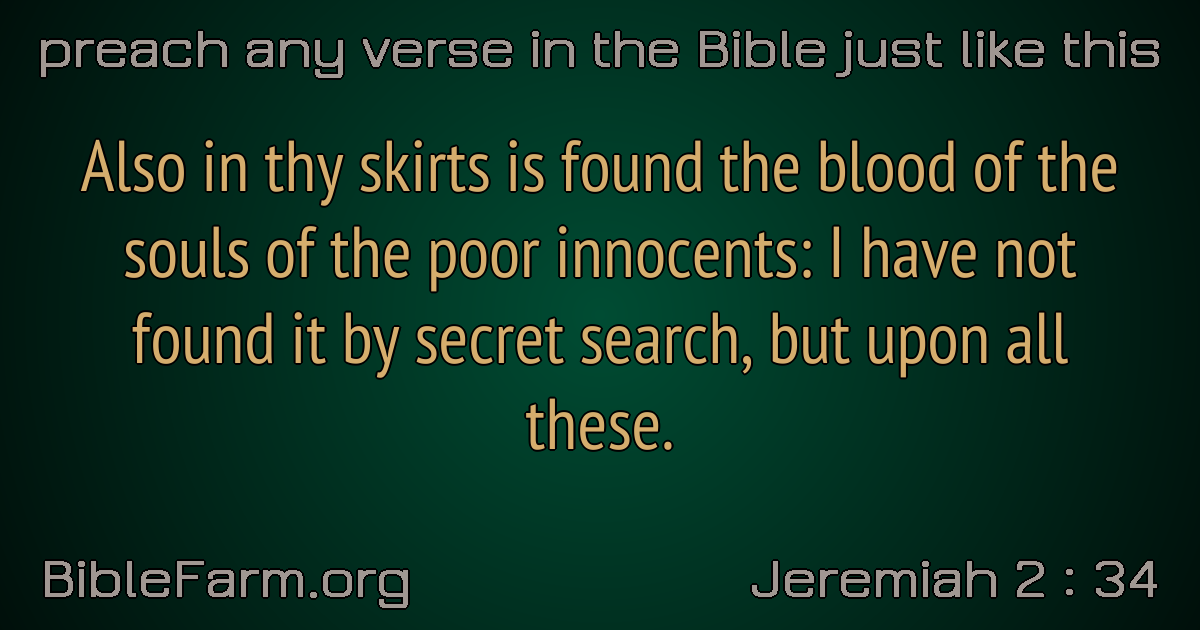 preach any verse in the Bible just like this
Also in thy skirts is found the blood of the
souls of the poor innocents: I have not
found it by secret search, but upon all
these.
BibleFarm.org
Jeremiah 2 : 34